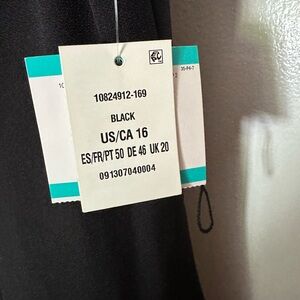 10824912-169
BLACK
US/CA 16
ES/FR/PT 50 DE 46 UK 20
091307040004